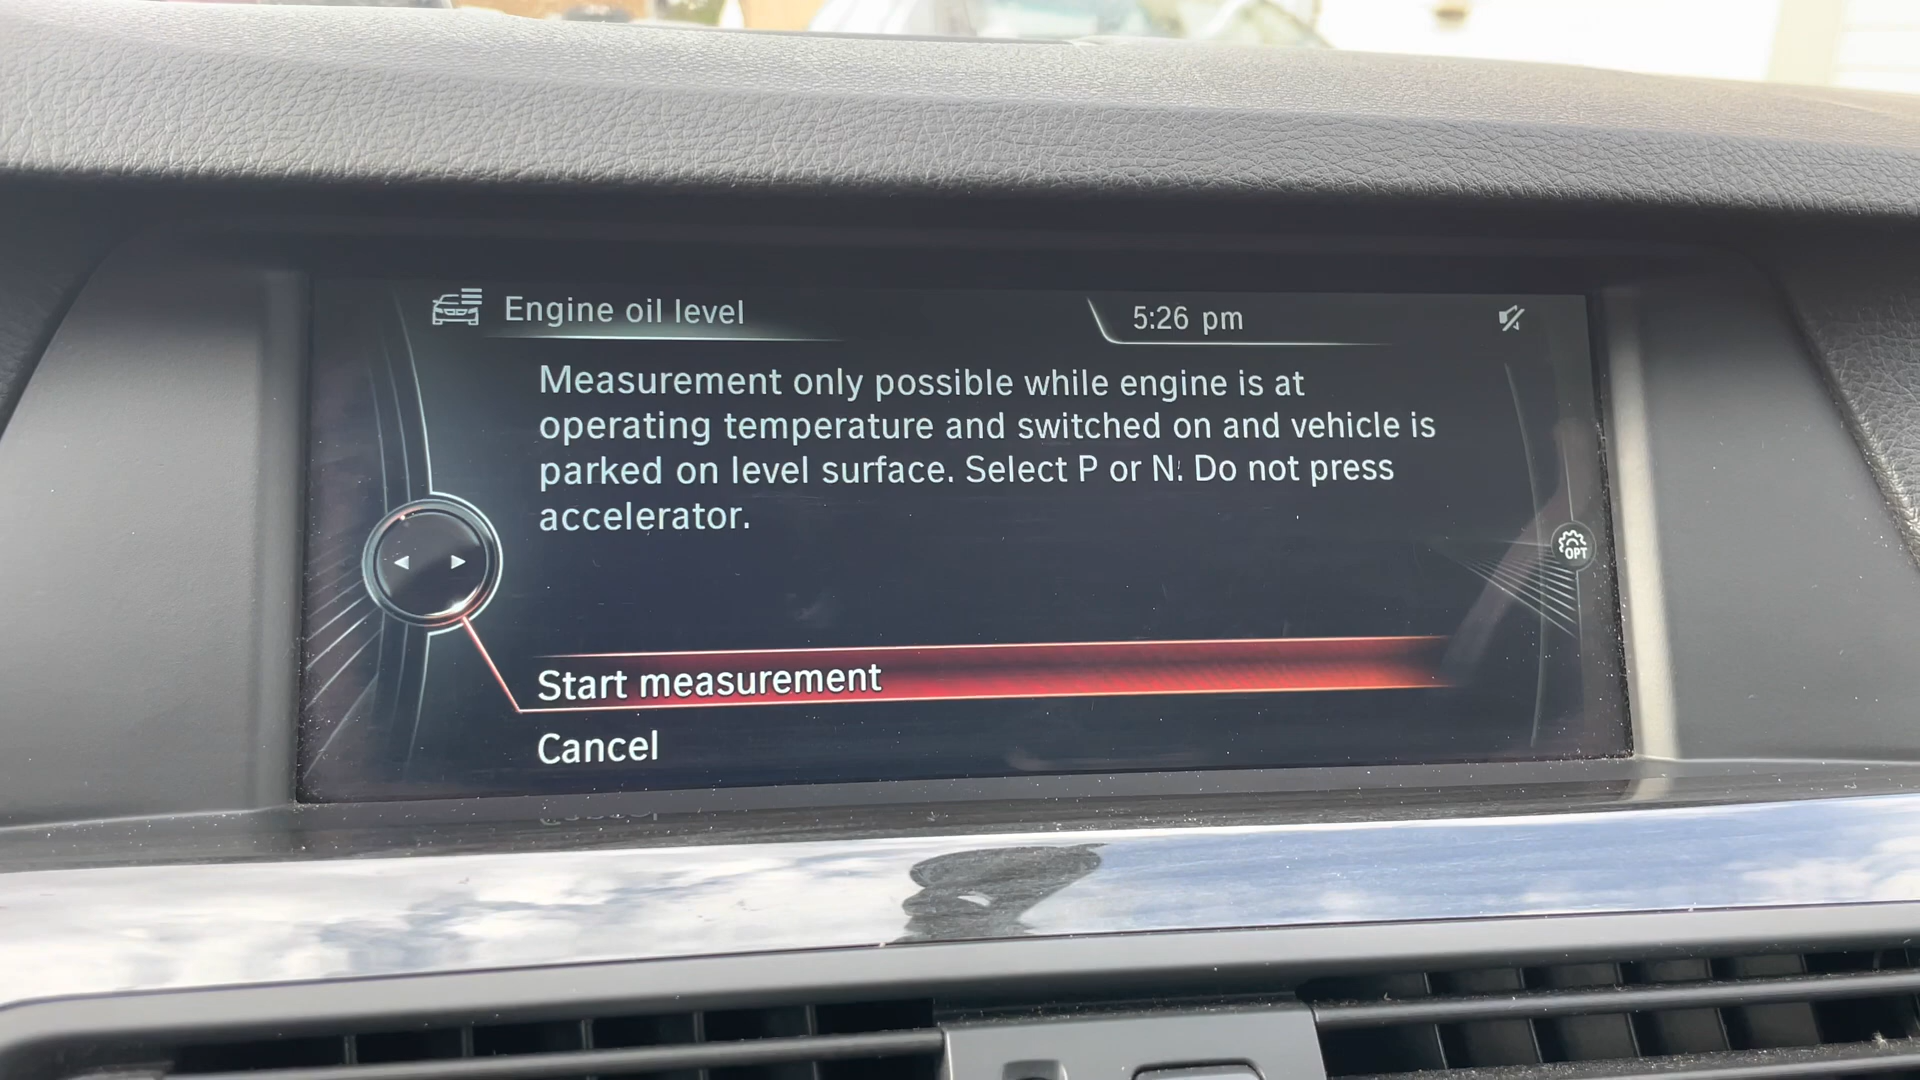 Engine oil level
5:26 pm
Measurement only possible while engine is at
operating temperature and switched on and vehicle is
parked on level surface. Select P or N. Do not press
accelerator.
OPT
Start measurement
Cancel